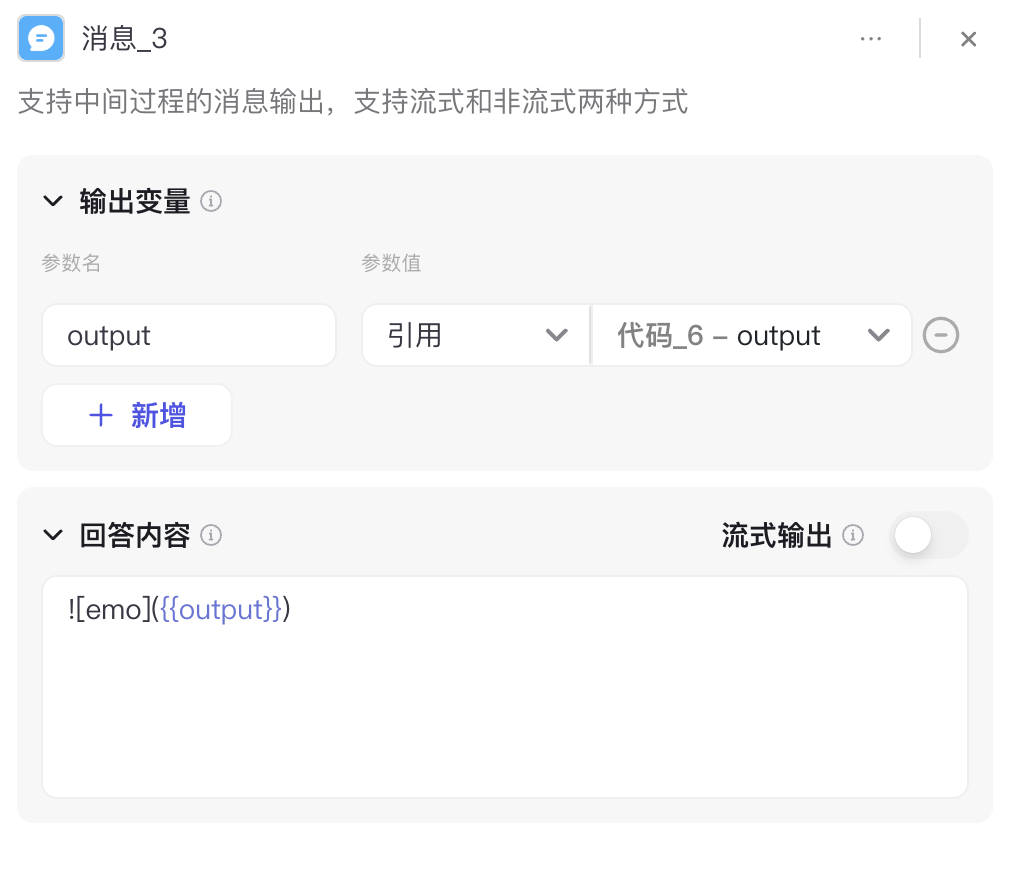 消息_3
支持中间过程的消息输出，支持流式和非流式两种方式
输出变量
参数名 参数值
output 引用 代码_6 – output
+ 新增
回答内容 流式输出
![emo]({{output}})